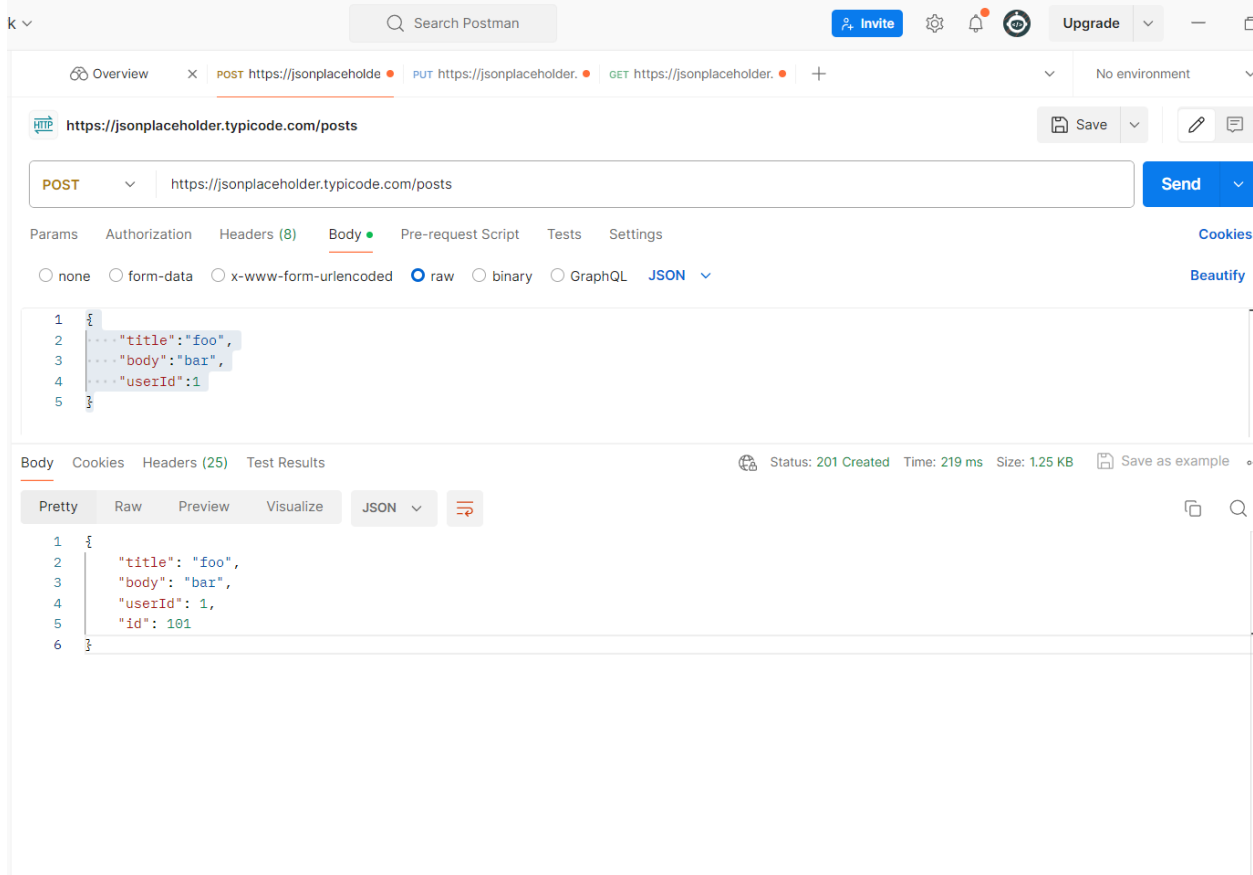 k
Search Postman
Invite
Upgrade
Overview
POST https://jsonplaceholde
PUT https://jsonplaceholder.
GET https://jsonplaceholder.
No environment
HTTP https://jsonplaceholder.typicode.com/posts
Save
POST https://jsonplaceholder.typicode.com/posts
Send
Params Authorization Headers (8) Body Pre-request Script Tests Settings Cookies
none form-data x-www-form-urlencoded raw binary GraphQL JSON Beautify
1 {
2 ····"title":"foo",
3 ····"body":"bar",
4 ····"userId":1
5 }
Body Cookies Headers (25) Test Results Status: 201 Created Time: 219 ms Size: 1.25 KB Save as example
Pretty Raw Preview Visualize JSON
1 {
2 "title": "foo",
3 "body": "bar",
4 "userId": 1,
5 "id": 101
6 }